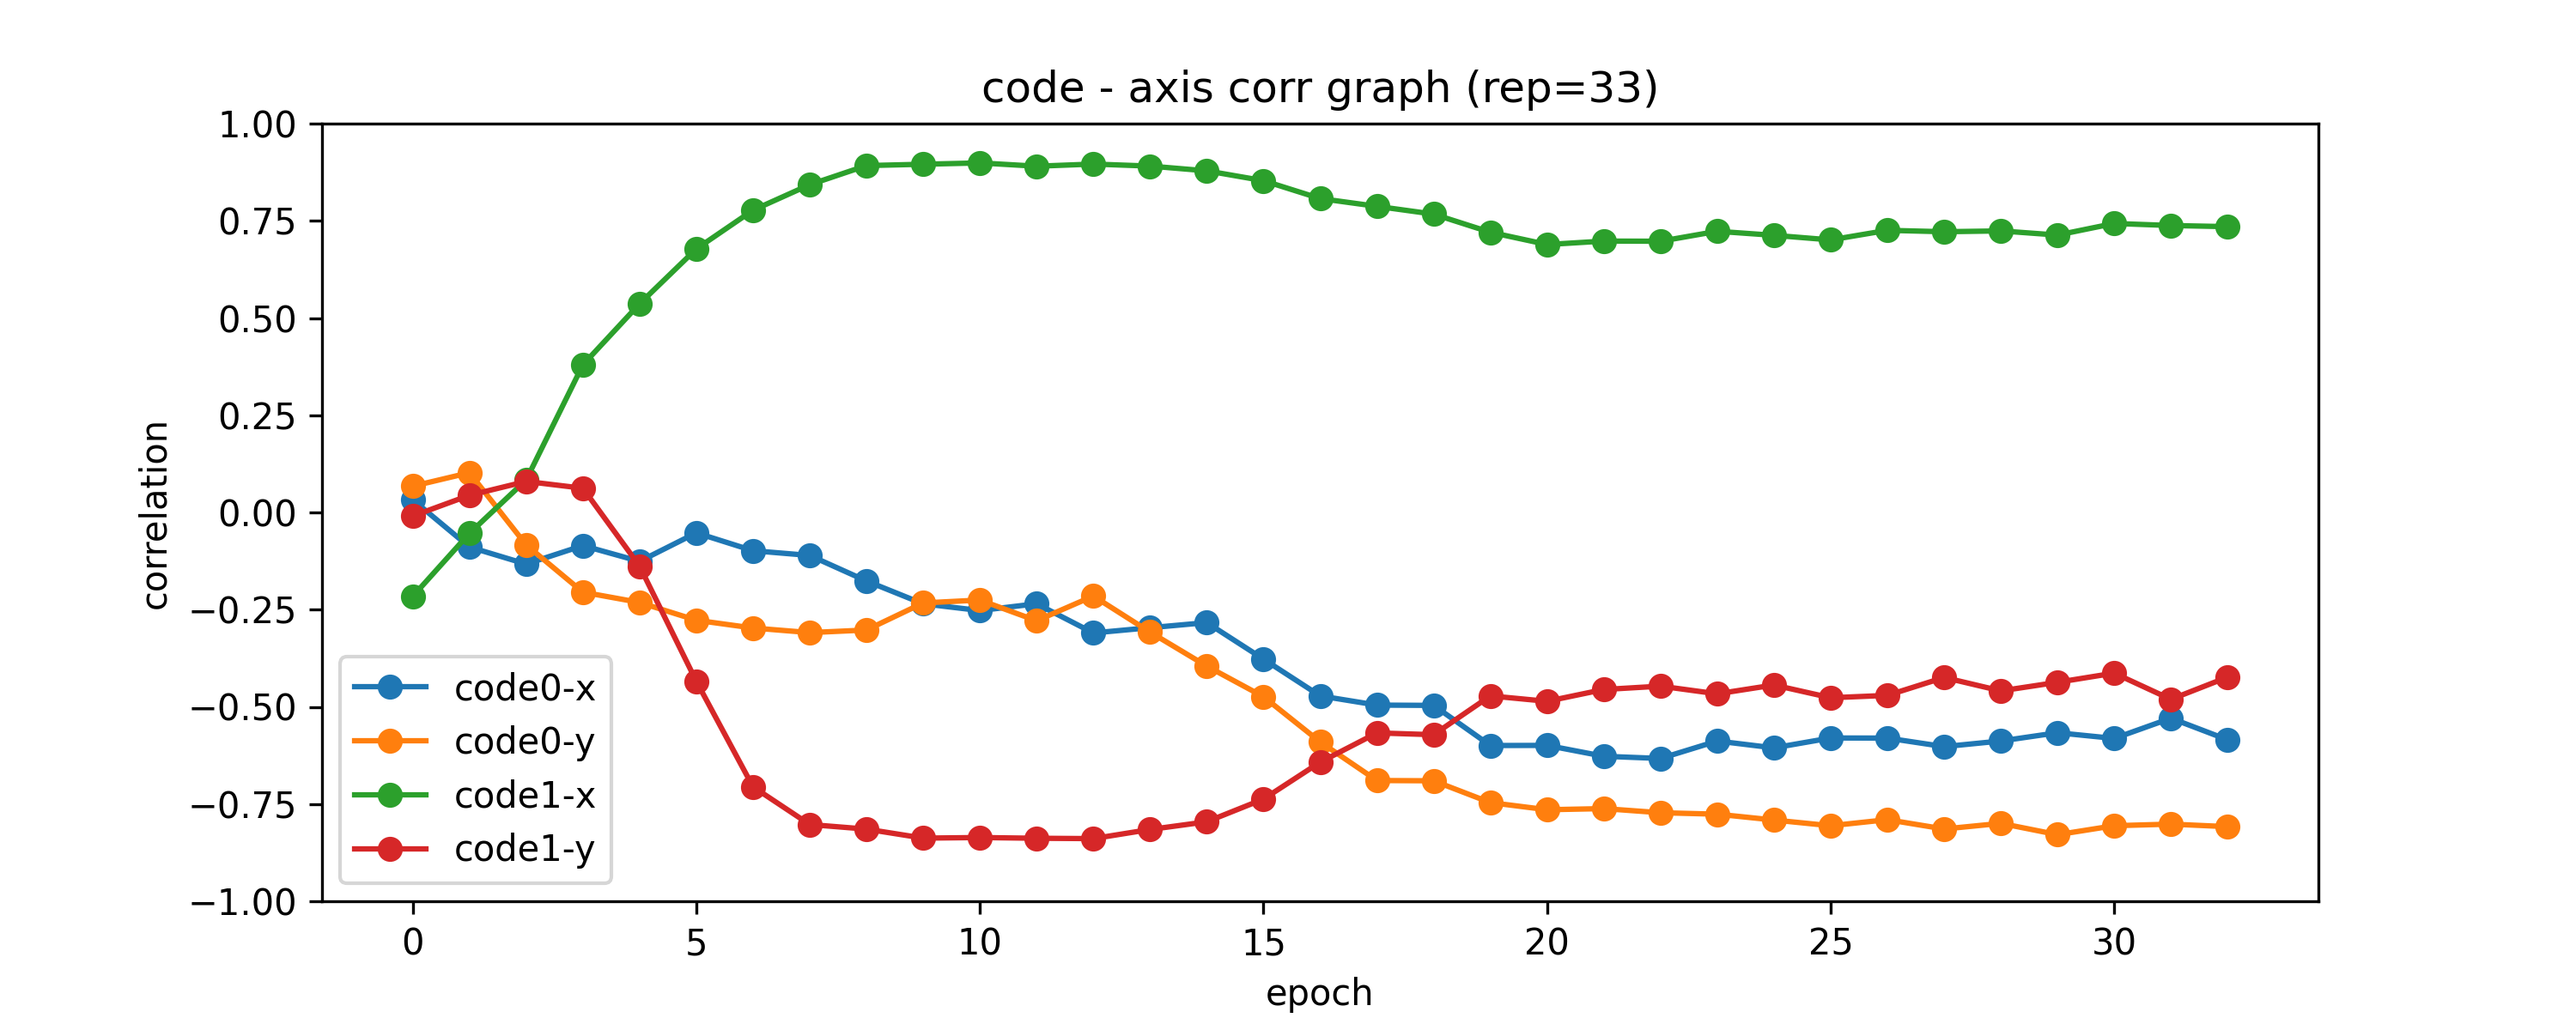 code - axis corr graph (rep=33)
1.00
0.75
0.50
0.25
0.00
−0.25
−0.50
−0.75
−1.00
correlation
code0-x
code0-y
code1-x
code1-y
0 5 10 15 20 25 30
epoch